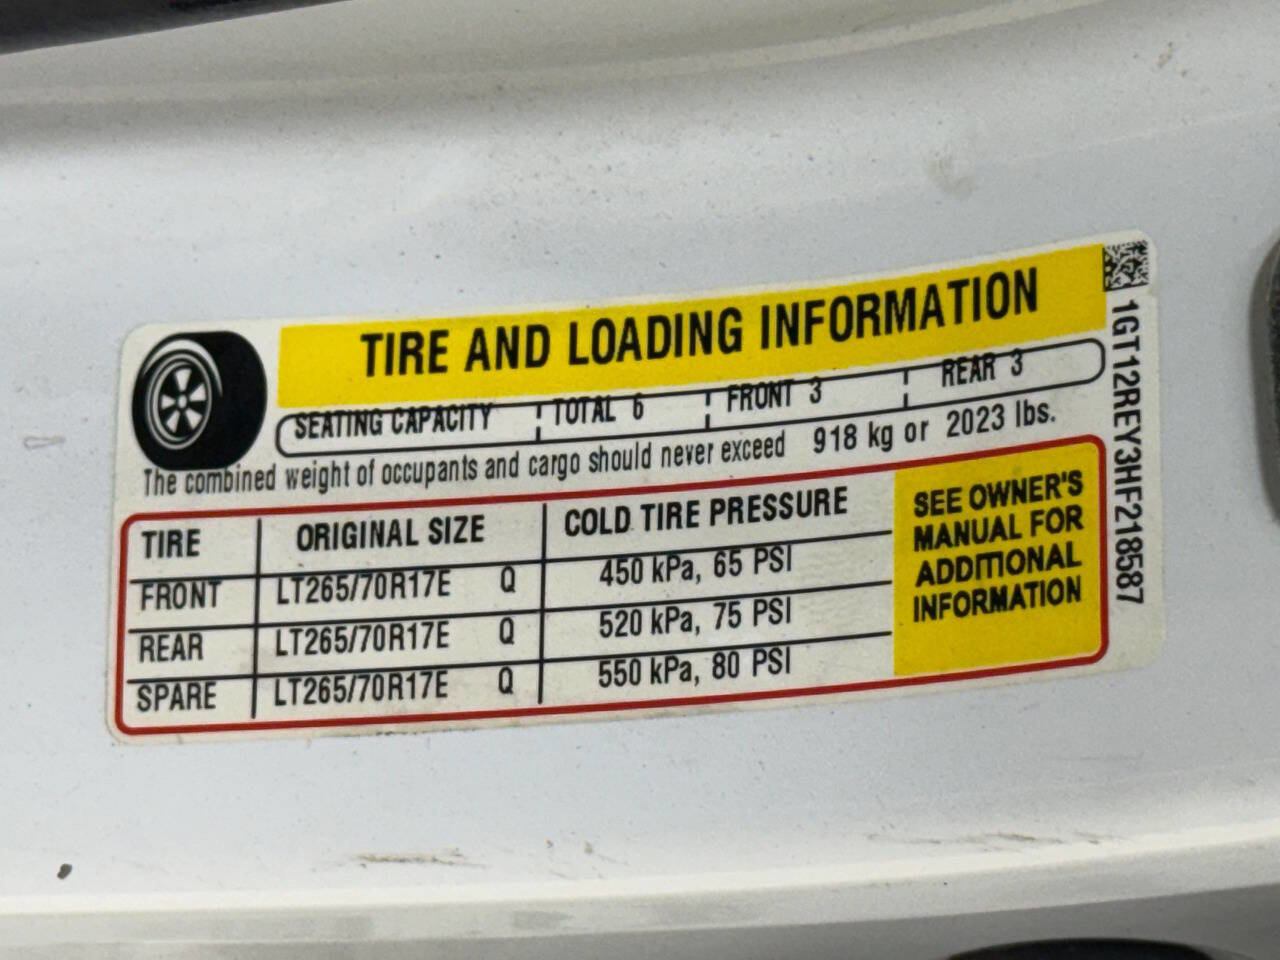 TIRE AND LOADING INFORMATION
SEATING CAPACITY TOTAL 6 FRONT 3 REAR 3
The combined weight of occupants and cargo should never exceed 918 kg or 2023 lbs.
TIRE ORIGINAL SIZE COLD TIRE PRESSURE
FRONT LT265/70R17E Q 450 kPa, 65 PSI
REAR LT265/70R17E Q 520 kPa, 75 PSI
SPARE LT265/70R17E Q 550 kPa, 80 PSI
SEE OWNER'S
MANUAL FOR
ADDITIONAL
INFORMATION
1GT12REY3HF218587